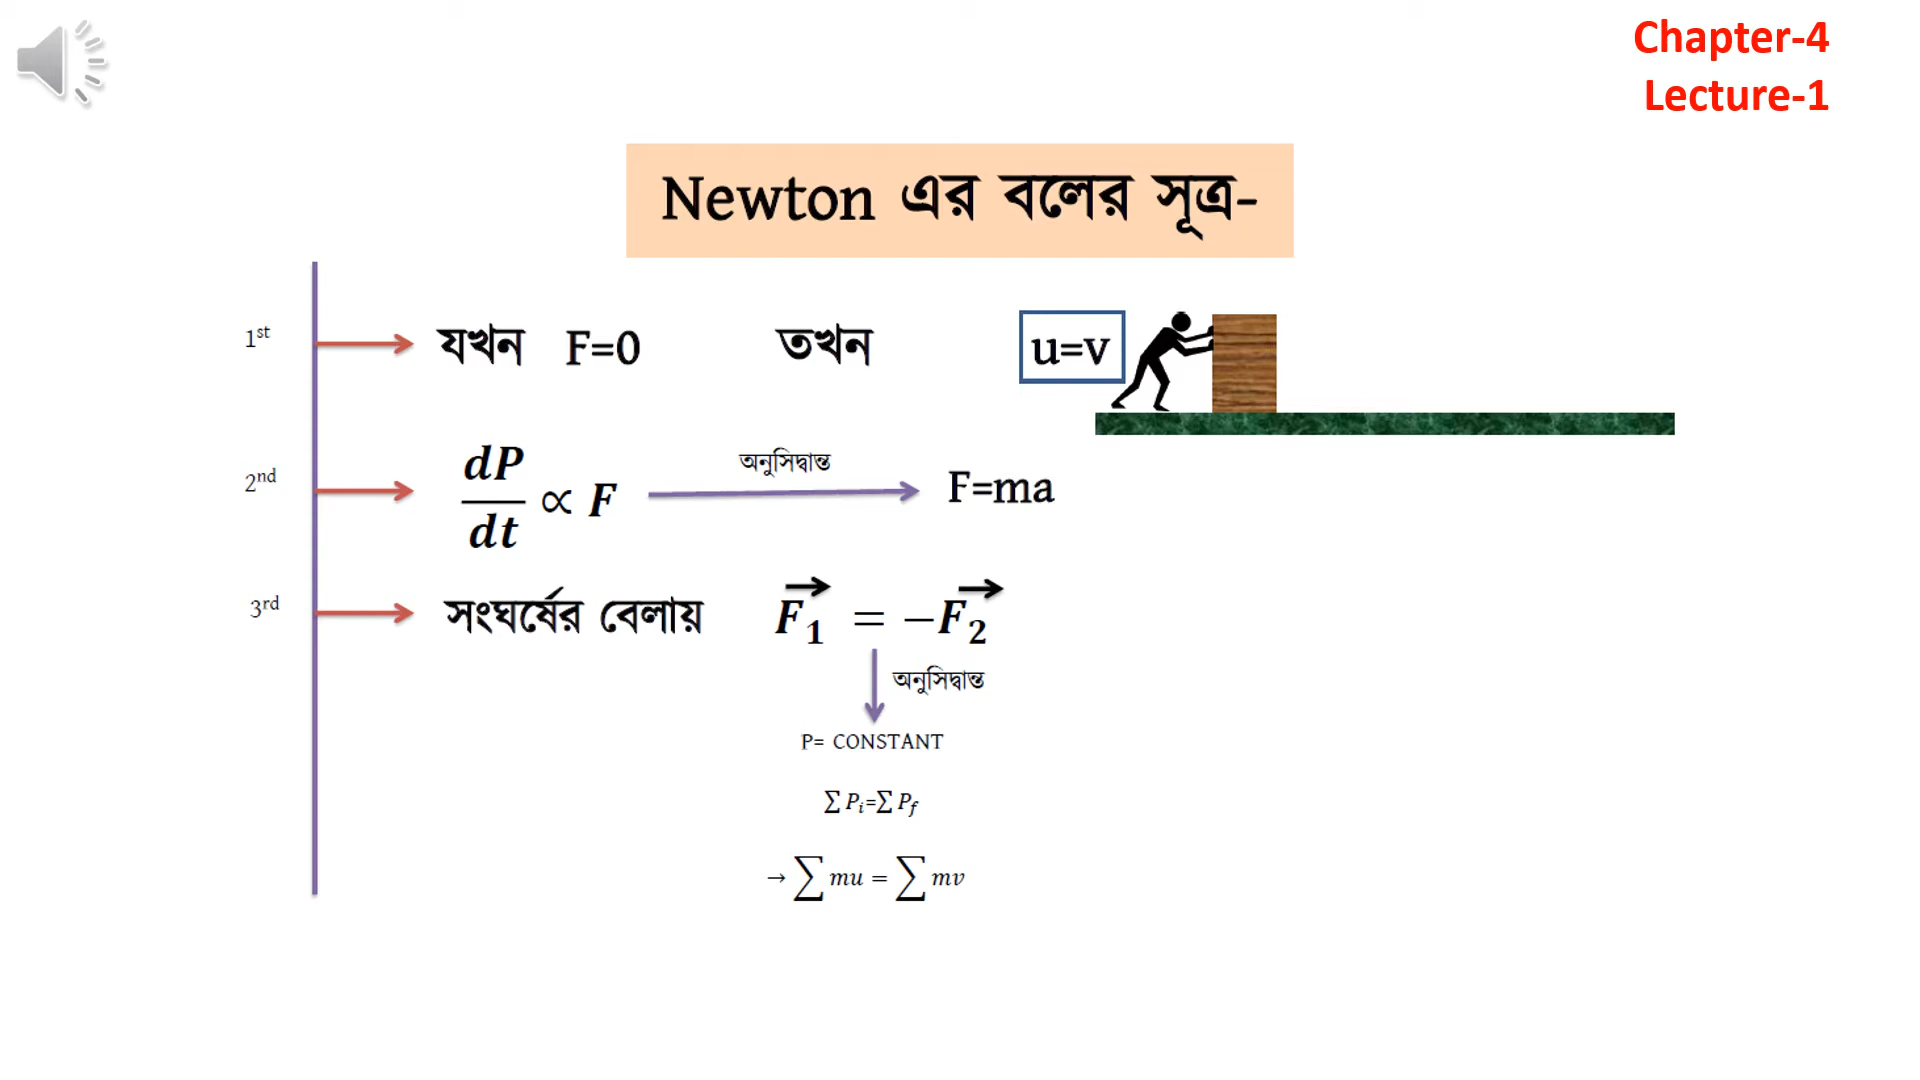 Chapter-4
Lecture-1
Newton এর বলের সূত্র-
1st যখন F=0 তখন u=v
2nd dP/dt ∝ F অনুসিদ্বান্ত F=ma
3rd সংঘর্ষের বেলায় F₁ = −F₂
অনুসিদ্বান্ত
P= CONSTANT
∑ Pᵢ=∑ P_f
→ ∑ mu = ∑ mv